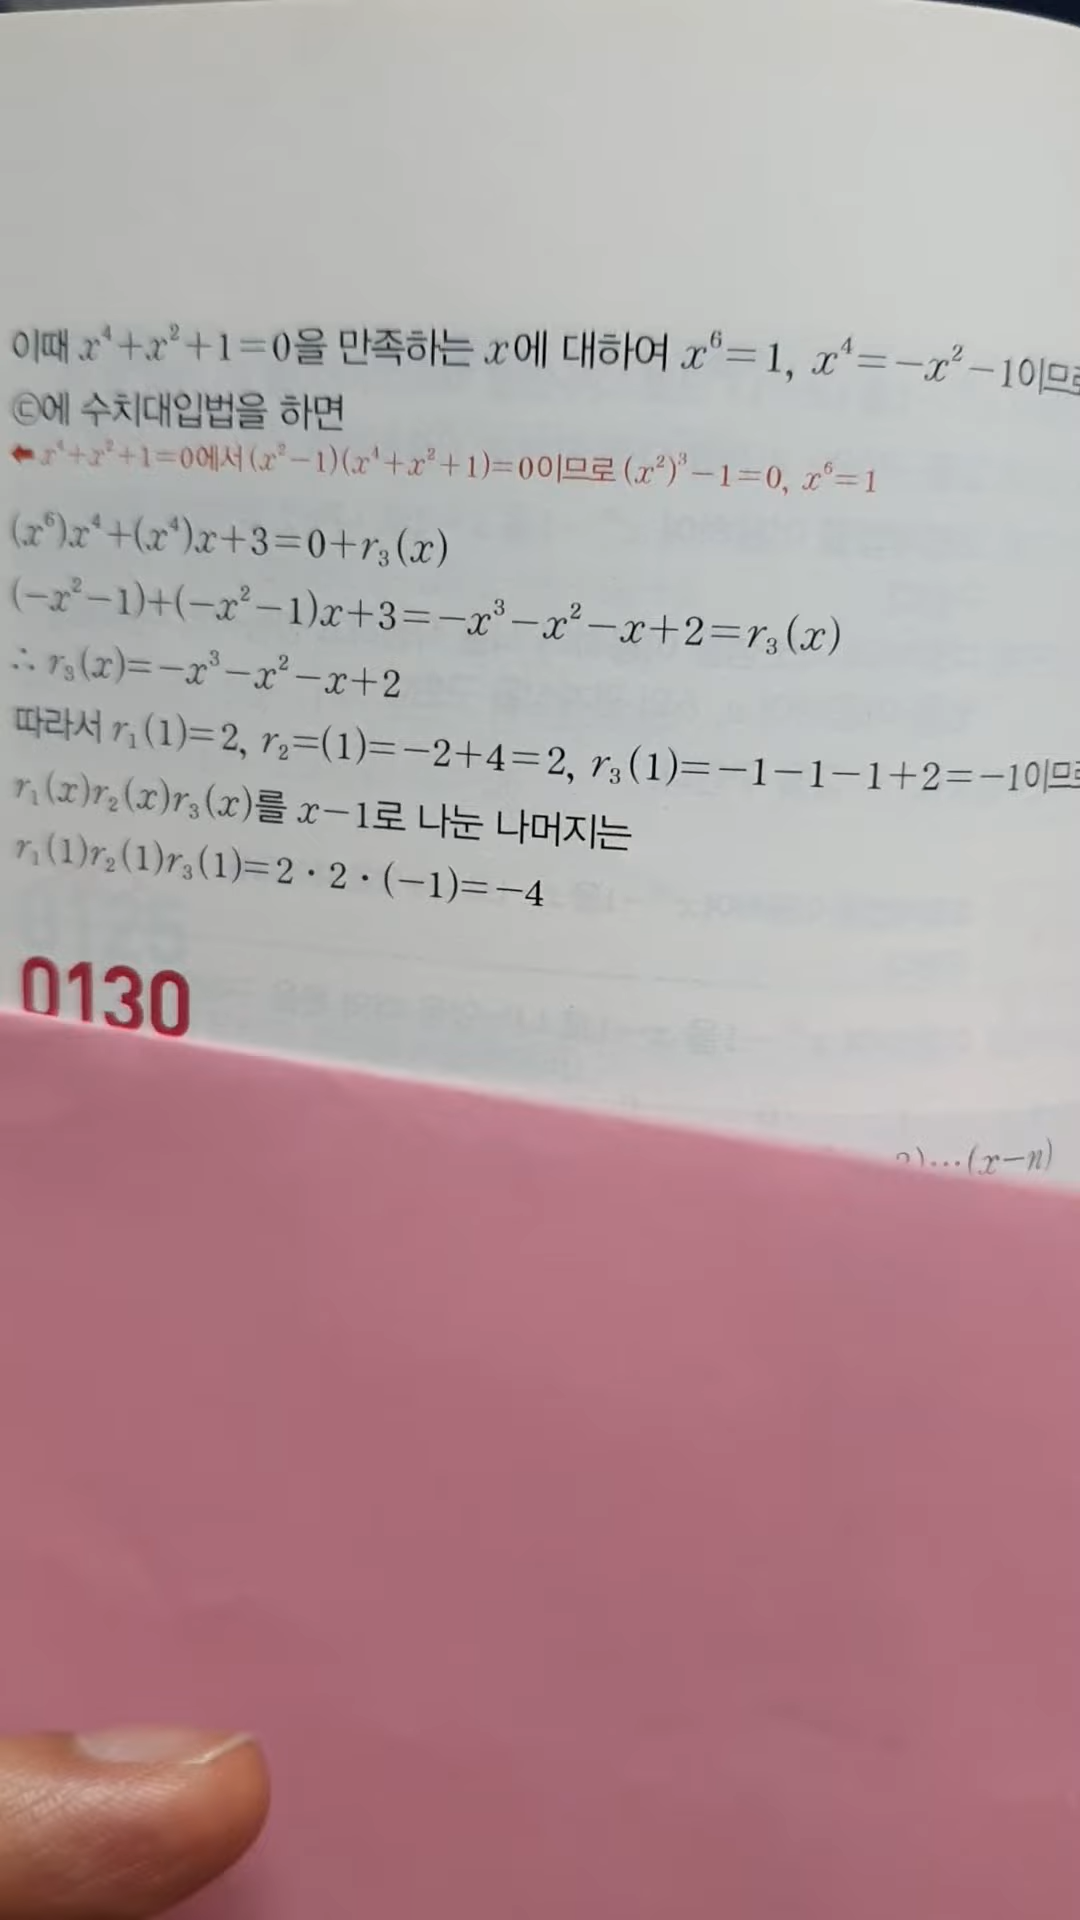 이때 x⁴+x²+1=0을 만족하는 x에 대하여 x⁶=1, x⁴=-x²-1이므로
ⓒ에 수치대입법을 하면
⬅ x⁴+x²+1=0에서 (x²-1)(x⁴+x²+1)=0이므로 (x²)³-1=0, x⁶=1
(x⁶)x⁴+(x⁴)x+3=0+r₃(x)
(-x²-1)+(-x²-1)x+3=-x³-x²-x+2=r₃(x)
∴ r₃(x)=-x³-x²-x+2
따라서 r₁(1)=2, r₂=(1)=-2+4=2, r₃(1)=-1-1-1+2=-1이므로
r₁(x)r₂(x)r₃(x)를 x-1로 나눈 나머지는
r₁(1)r₂(1)r₃(1)=2·2·(-1)=-4
0130
)…(x-n)